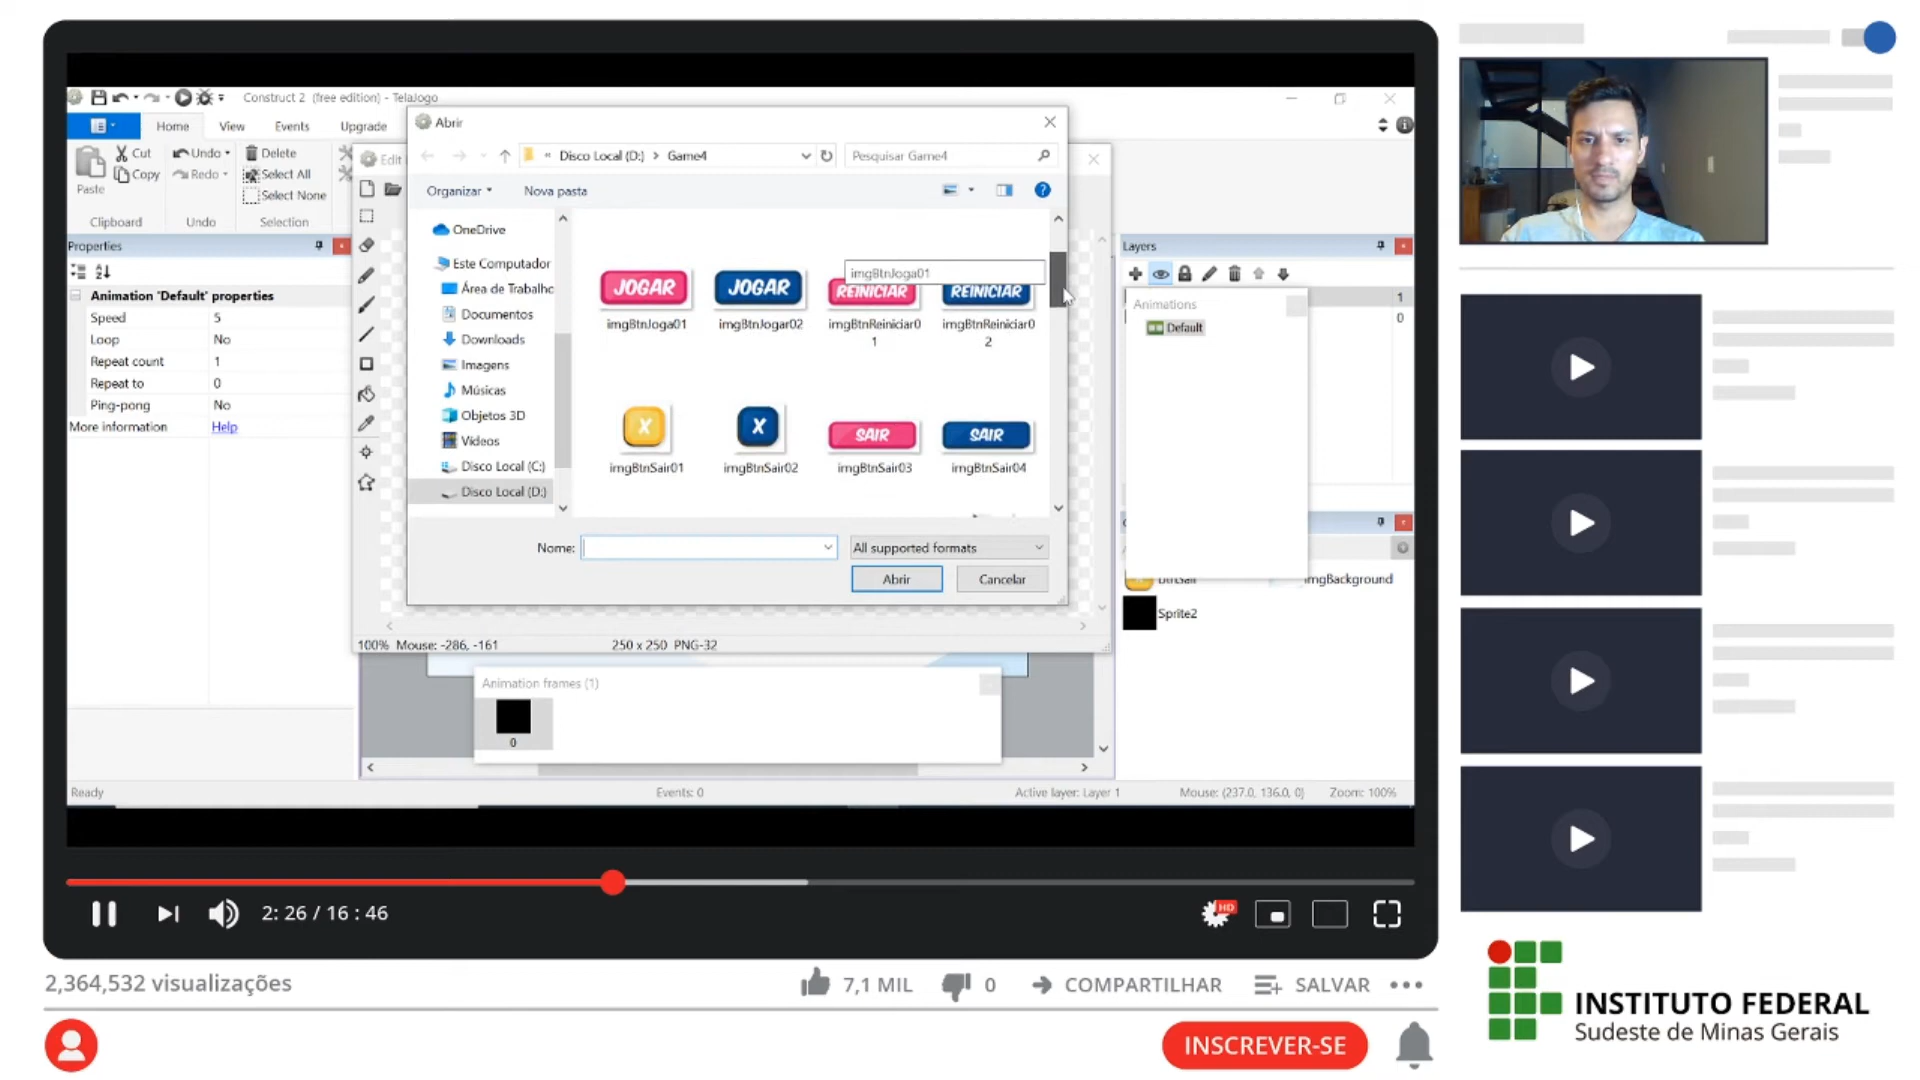 Construct 2 (free edition) - TelaJogo
Home View Events Upgrade
Paste
Cut
Copy
Clipboard
Undo
Redo
Undo
Delete
Select All
Select None
Selection
Edit
Abrir
Disco Local (D:) > Game4
Pesquisar Game4
Organizar
Nova pasta
OneDrive
Este Computador
Área de Trabalho
Documentos
Downloads
Imagens
Músicas
Objetos 3D
Vídeos
Disco Local (C:)
Disco Local (D:)
imgBtnJoga01
JOGAR
JOGAR
REINICIAR
REINICIAR
imgBtnJoga01
imgBtnJogar02
imgBtnReiniciar01
imgBtnReiniciar02
X
X
SAIR
SAIR
imgBtnSair01
imgBtnSair02
imgBtnSair03
imgBtnSair04
Nome:
All supported formats
Abrir
Cancelar
Properties
Animation 'Default' properties
Speed 5
Loop No
Repeat count 1
Repeat to 0
Ping-pong No
More information Help
100% Mouse: -286, -161
250 x 250 PNG-32
Animation frames (1)
0
Layers
1
0
Animations
Default
btnSair
imgBackground
Sprite2
Ready
Events: 0
Active layer: Layer 1
Mouse: (237.0, 136.0, 0)
Zoom: 100%
2: 26 / 16 : 46
HD
2,364,532 visualizações
7,1 MIL
0
COMPARTILHAR
SALVAR
INSCREVER-SE
INSTITUTO FEDERAL
Sudeste de Minas Gerais